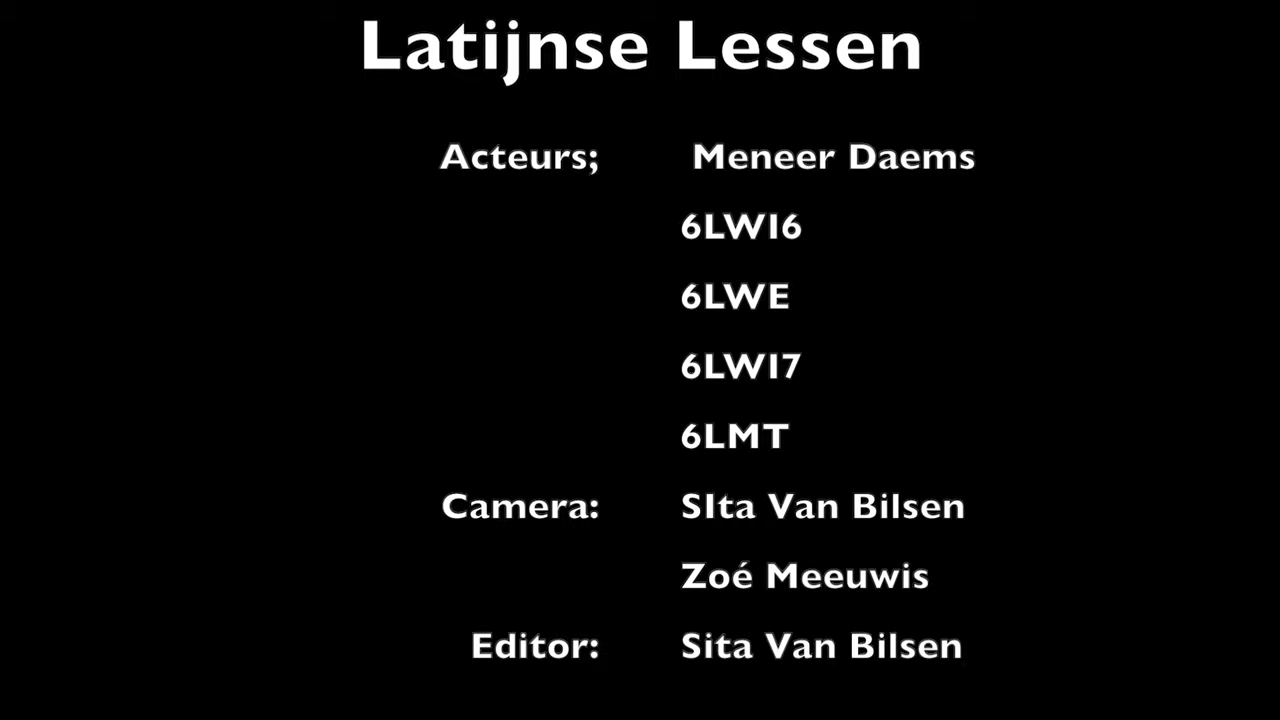 Latijnse Lessen
Acteurs; Meneer Daems
6LWI6
6LWE
6LWI7
6LMT
Camera: SIta Van Bilsen
Zoé Meeuwis
Editor: Sita Van Bilsen